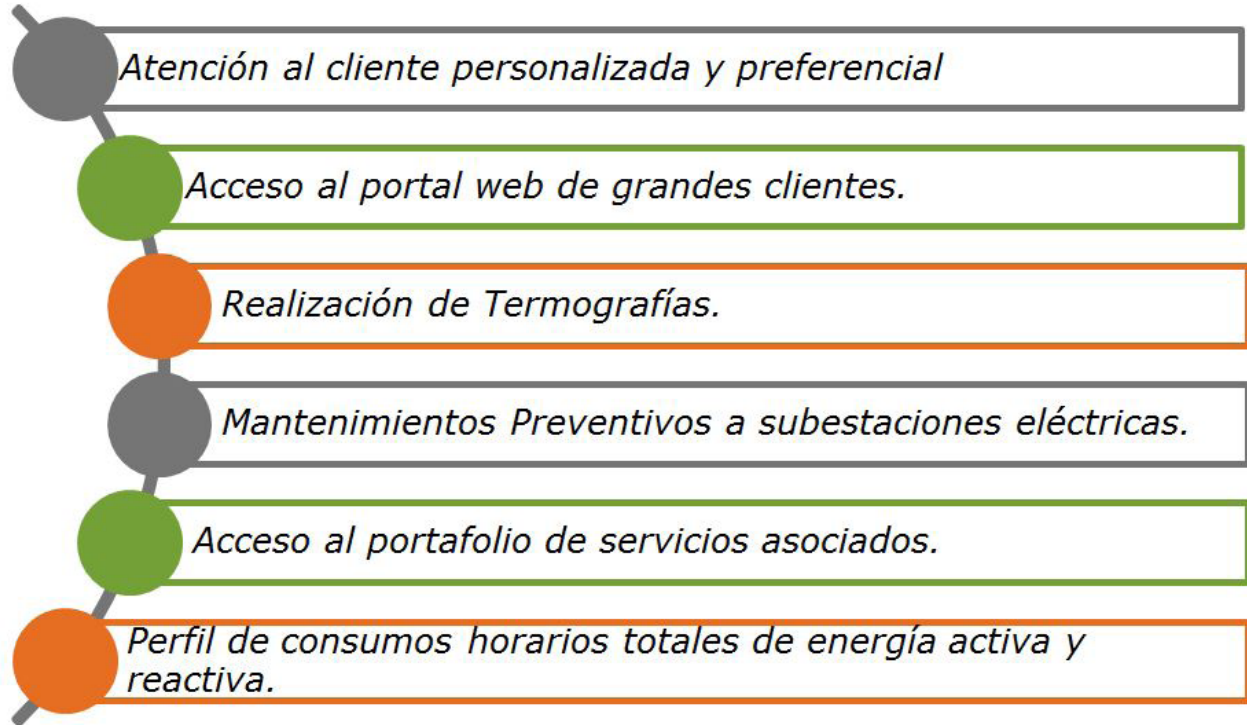 Atención al cliente personalizada y preferencial
Acceso al portal web de grandes clientes.
Realización de Termografías.
Mantenimientos Preventivos a subestaciones eléctricas.
Acceso al portafolio de servicios asociados.
Perfil de consumos horarios totales de energía activa y
reactiva.